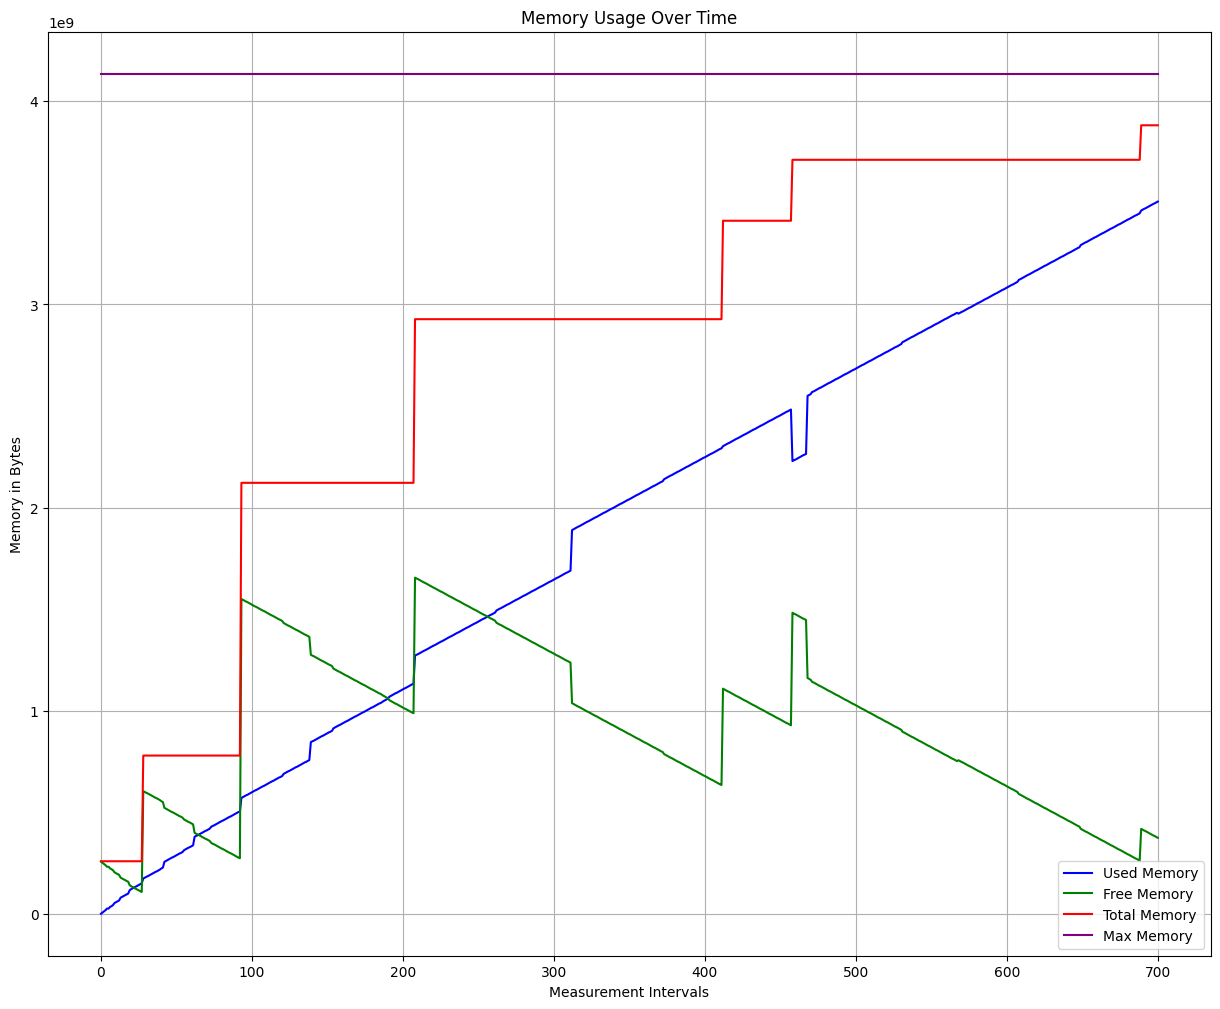 Memory Usage Over Time
1e9
4
3
2
1
0
Memory in Bytes
0 100 200 300 400 500 600 700
Measurement Intervals
Used Memory
Free Memory
Total Memory
Max Memory